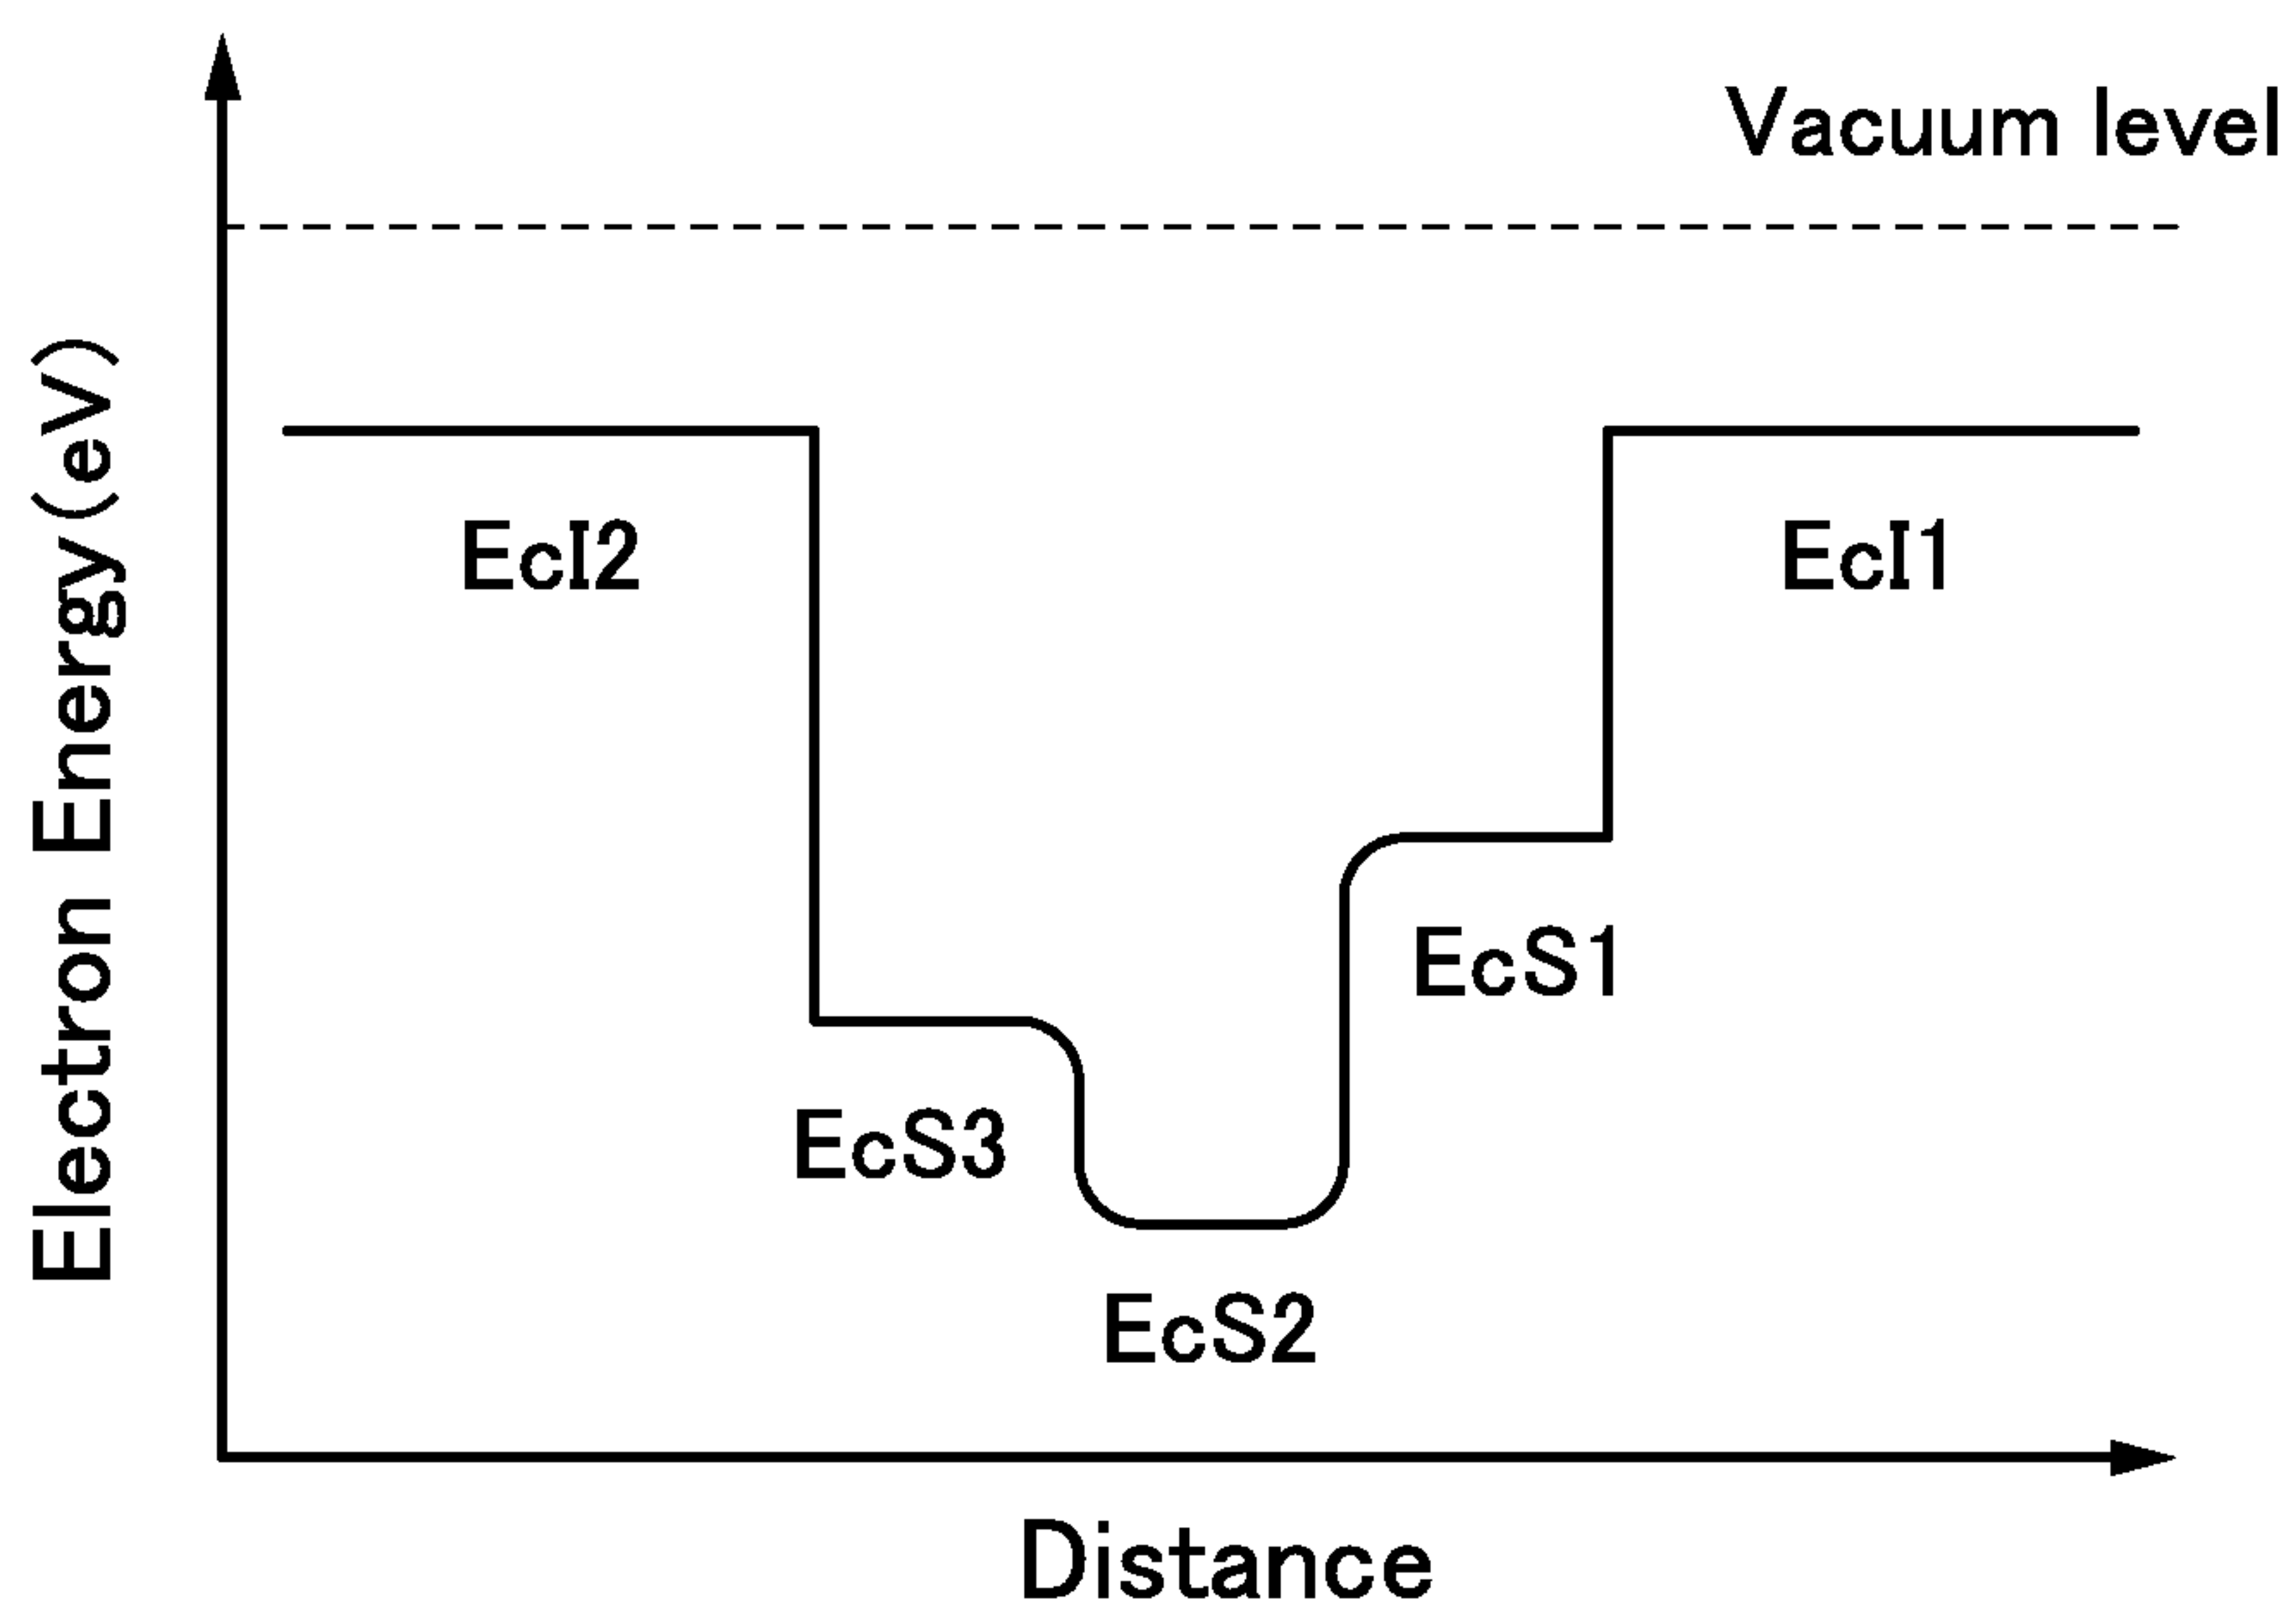 Vacuum level
Electron Energy(eV)
EcI2
EcI1
EcS1
EcS3
EcS2
Distance